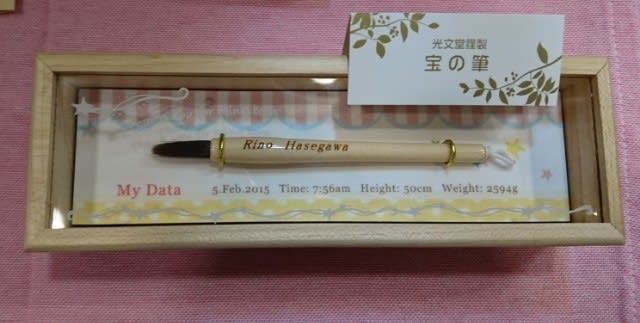 光文堂謹製
宝の筆
Rino Hasegawa
My Data 5.Feb.2015 Time: 7:56am Height: 50cm Weight: 2594g